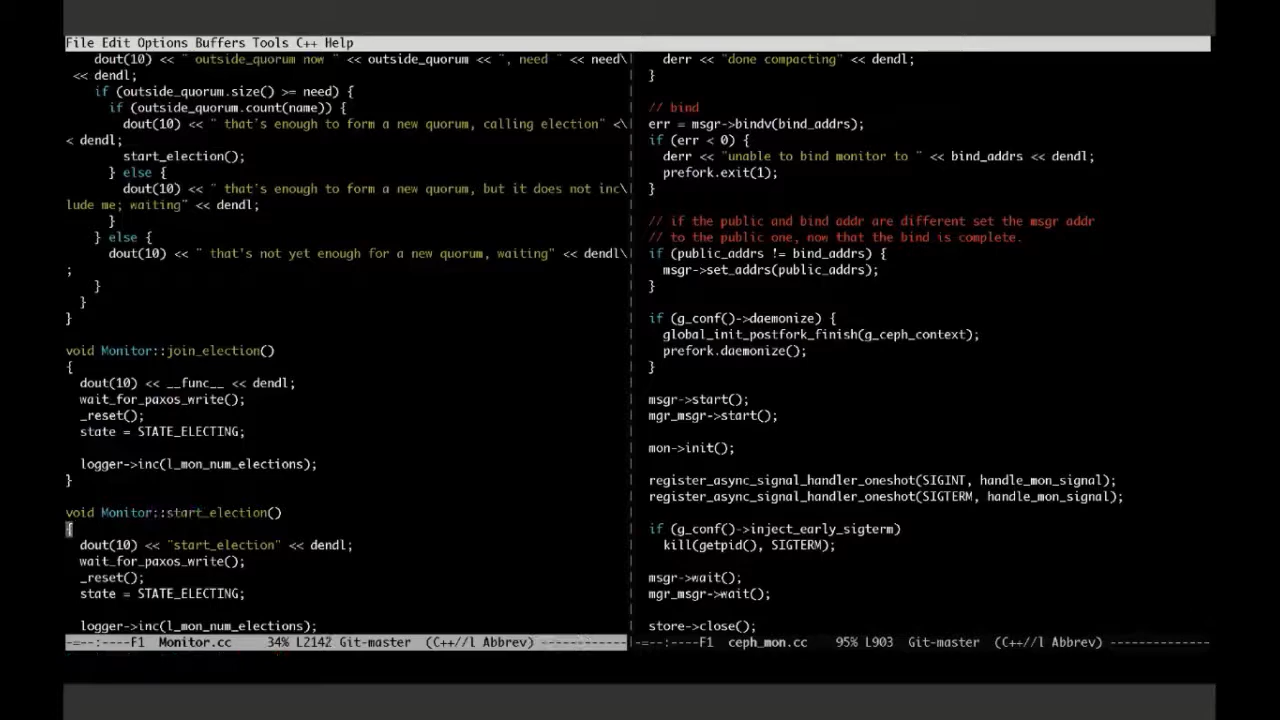 File Edit Options Buffers Tools C++ Help
    dout(10) << " outside_quorum now " << outside_quorum << ", need " << need\
 << dendl;
    if (outside_quorum.size() >= need) {
      if (outside_quorum.count(name)) {
        dout(10) << " that's enough to form a new quorum, calling election" <\
< dendl;
        start_election();
      } else {
        dout(10) << " that's enough to form a new quorum, but it does not inc\
lude me; waiting" << dendl;
      }
    } else {
      dout(10) << " that's not yet enough for a new quorum, waiting" << dendl\
;
    }
  }
}
void Monitor::join_election()
{
  dout(10) << __func__ << dendl;
  wait_for_paxos_write();
  _reset();
  state = STATE_ELECTING;
  logger->inc(l_mon_num_elections);
}
void Monitor::start_election()
{
  dout(10) << "start_election" << dendl;
  wait_for_paxos_write();
  _reset();
  state = STATE_ELECTING;
  logger->inc(l_mon_num_elections);
-=--:----F1  Monitor.cc     34% L2142 Git-master  (C++//l Abbrev) -----------
    derr << "done compacting" << dendl;
  }
  // bind
  err = msgr->bindv(bind_addrs);
  if (err < 0) {
    derr << "unable to bind monitor to " << bind_addrs << dendl;
    prefork.exit(1);
  }
  // if the public and bind addr are different set the msgr addr
  // to the public one, now that the bind is complete.
  if (public_addrs != bind_addrs) {
    msgr->set_addrs(public_addrs);
  }
  if (g_conf()->daemonize) {
    global_init_postfork_finish(g_ceph_context);
    prefork.daemonize();
  }
  msgr->start();
  mgr_msgr->start();
  mon->init();
  register_async_signal_handler_oneshot(SIGINT, handle_mon_signal);
  register_async_signal_handler_oneshot(SIGTERM, handle_mon_signal);
  if (g_conf()->inject_early_sigterm)
    kill(getpid(), SIGTERM);
  msgr->wait();
  mgr_msgr->wait();
  store->close();
-=--:----F1  ceph_mon.cc    95% L903  Git-master  (C++//l Abbrev) --------------